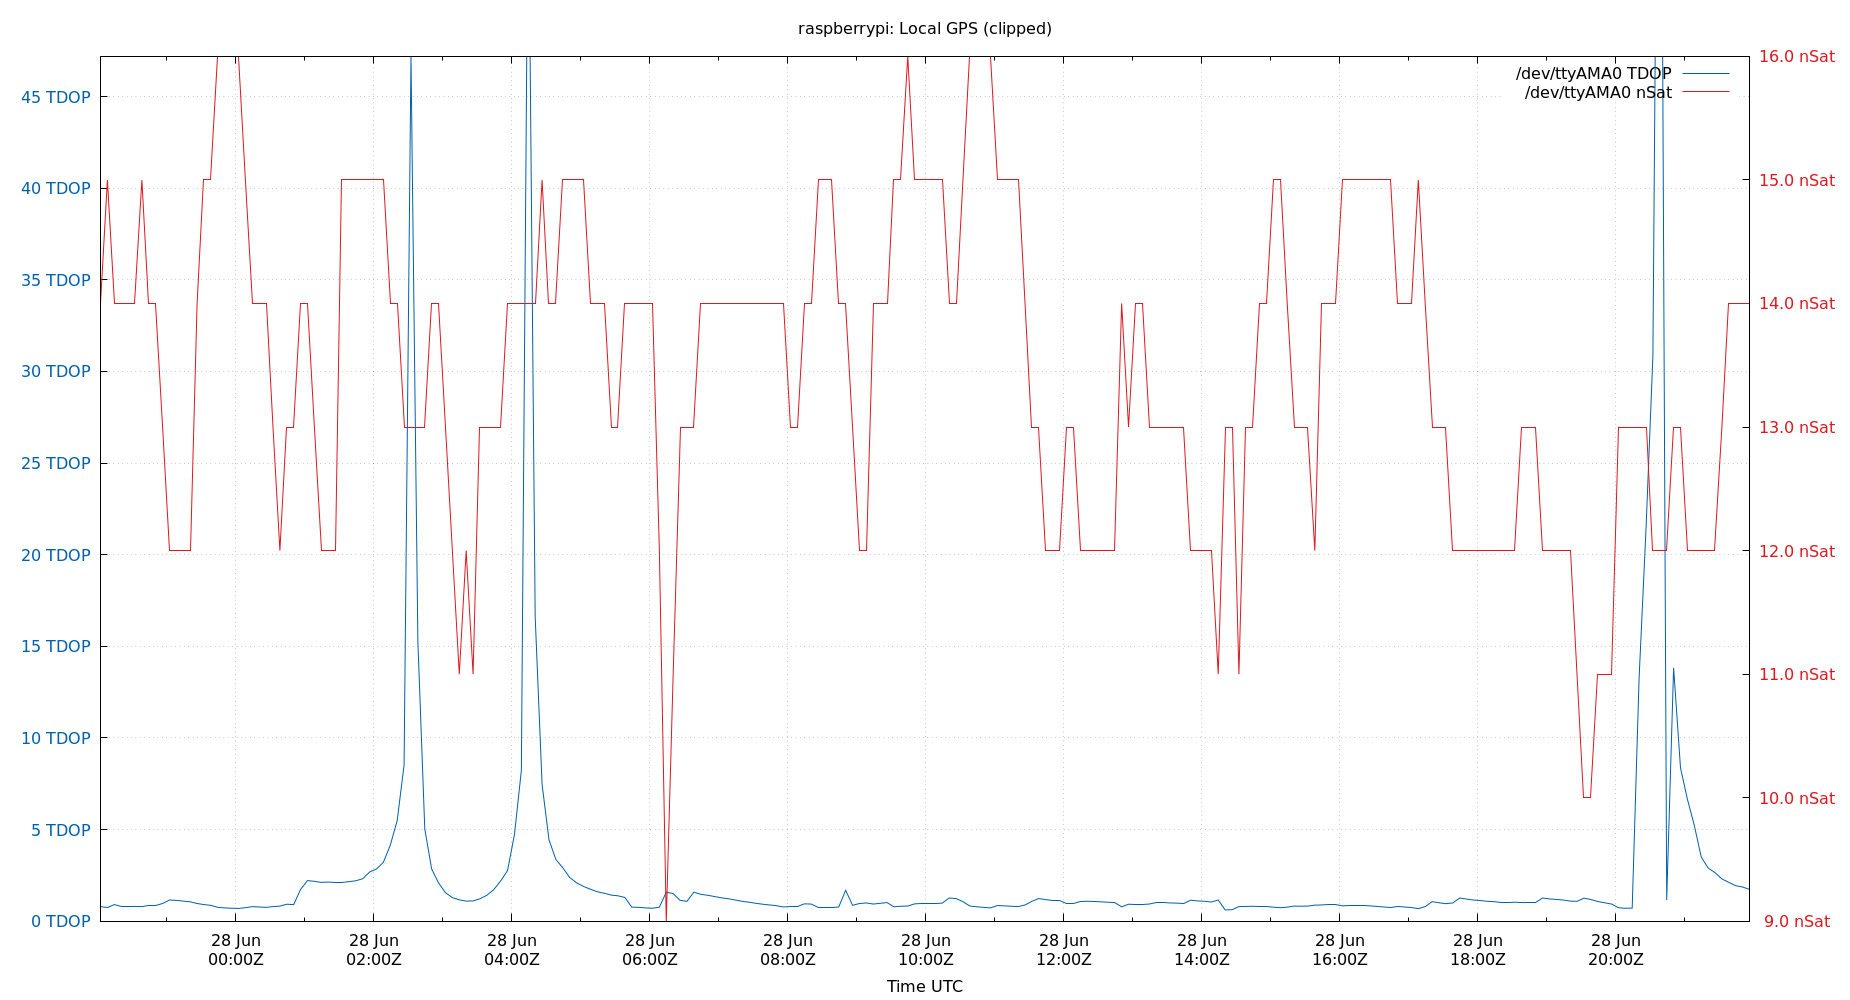 raspberrypi: Local GPS (clipped)
/dev/ttyAMA0 TDOP
/dev/ttyAMA0 nSat
45 TDOP
40 TDOP
35 TDOP
30 TDOP
25 TDOP
20 TDOP
15 TDOP
10 TDOP
5 TDOP
0 TDOP
16.0 nSat
15.0 nSat
14.0 nSat
13.0 nSat
12.0 nSat
11.0 nSat
10.0 nSat
9.0 nSat
28 Jun 28 Jun 28 Jun 28 Jun 28 Jun 28 Jun 28 Jun 28 Jun 28 Jun 28 Jun 28 Jun
00:00Z 02:00Z 04:00Z 06:00Z 08:00Z 10:00Z 12:00Z 14:00Z 16:00Z 18:00Z 20:00Z
Time UTC